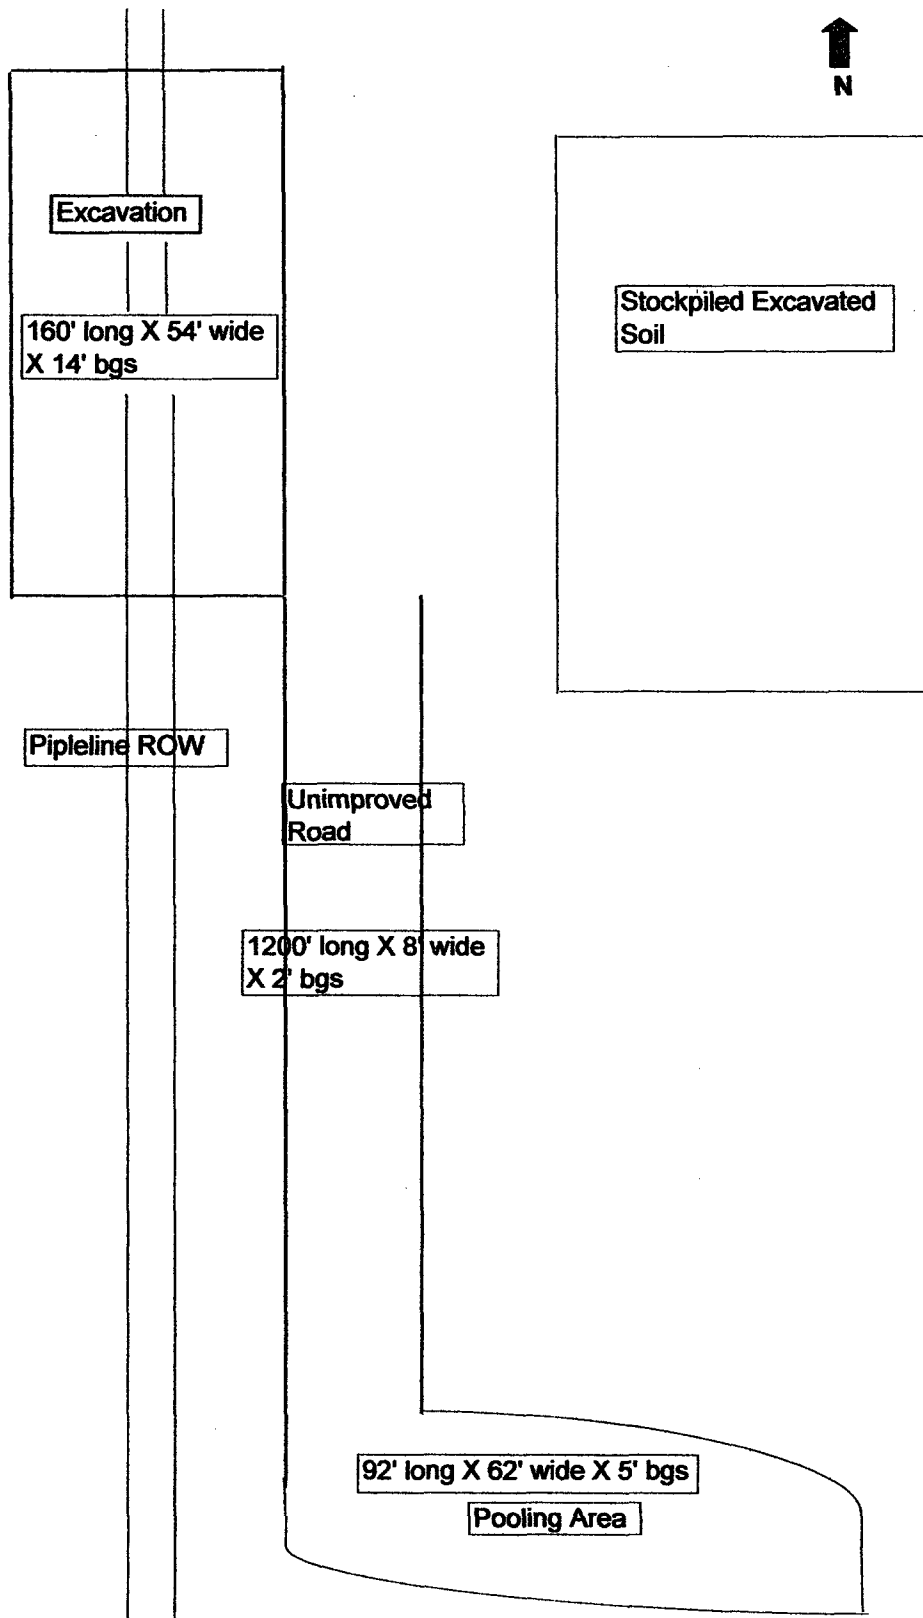 N
Excavation
160' long X 54' wide
X 14' bgs
Stockpiled Excavated
Soil
Pipleline ROW
Unimproved
Road
1200' long X 8' wide
X 2' bgs
92' long X 62' wide X 5' bgs
Pooling Area